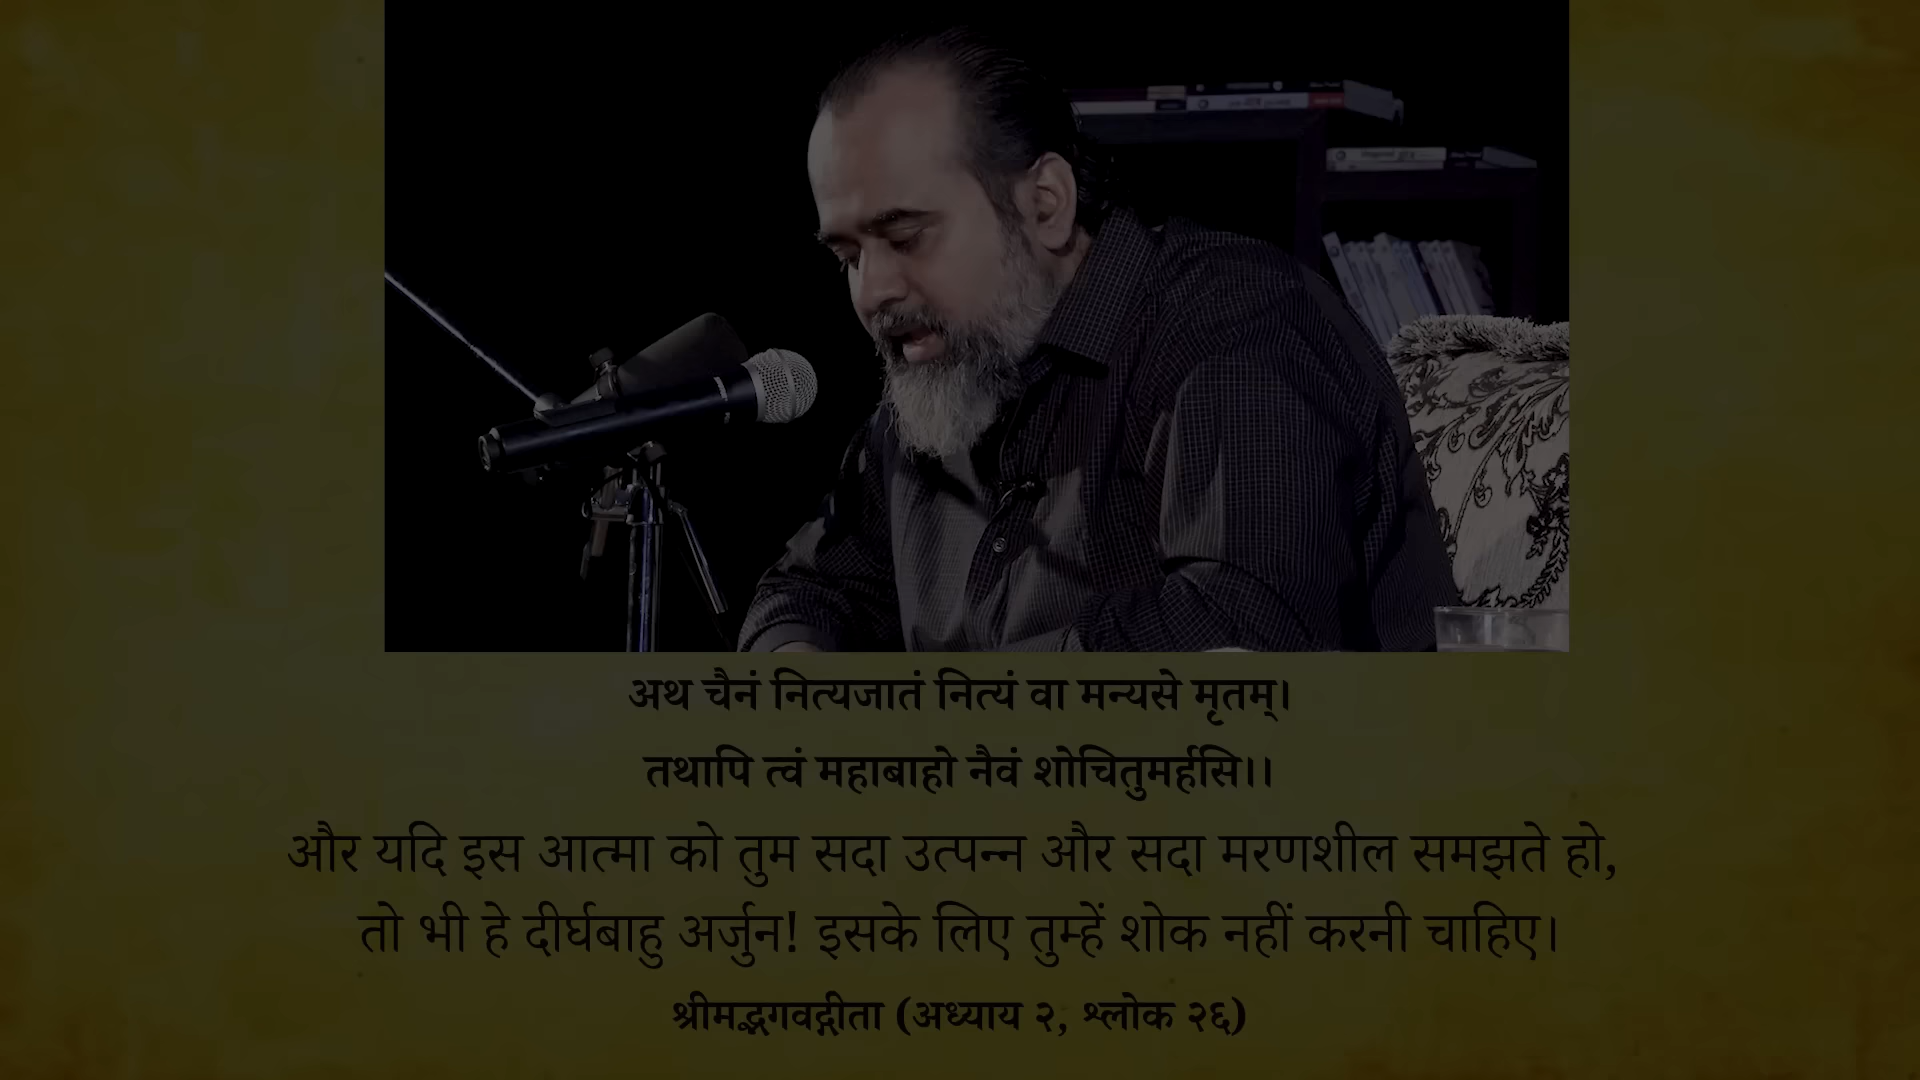 अथ चैनं नित्यजातं नित्यं वा मन्यसे मृतम्।
तथापि त्वं महाबाहो नैवं शोचितुमर्हसि।।
और यदि इस आत्मा को तुम सदा उत्पन्न और सदा मरणशील समझते हो,
तो भी हे दीर्घबाहु अर्जुन! इसके लिए तुम्हें शोक नहीं करनी चाहिए।
श्रीमद्भगवद्गीता (अध्याय २, श्लोक २६)